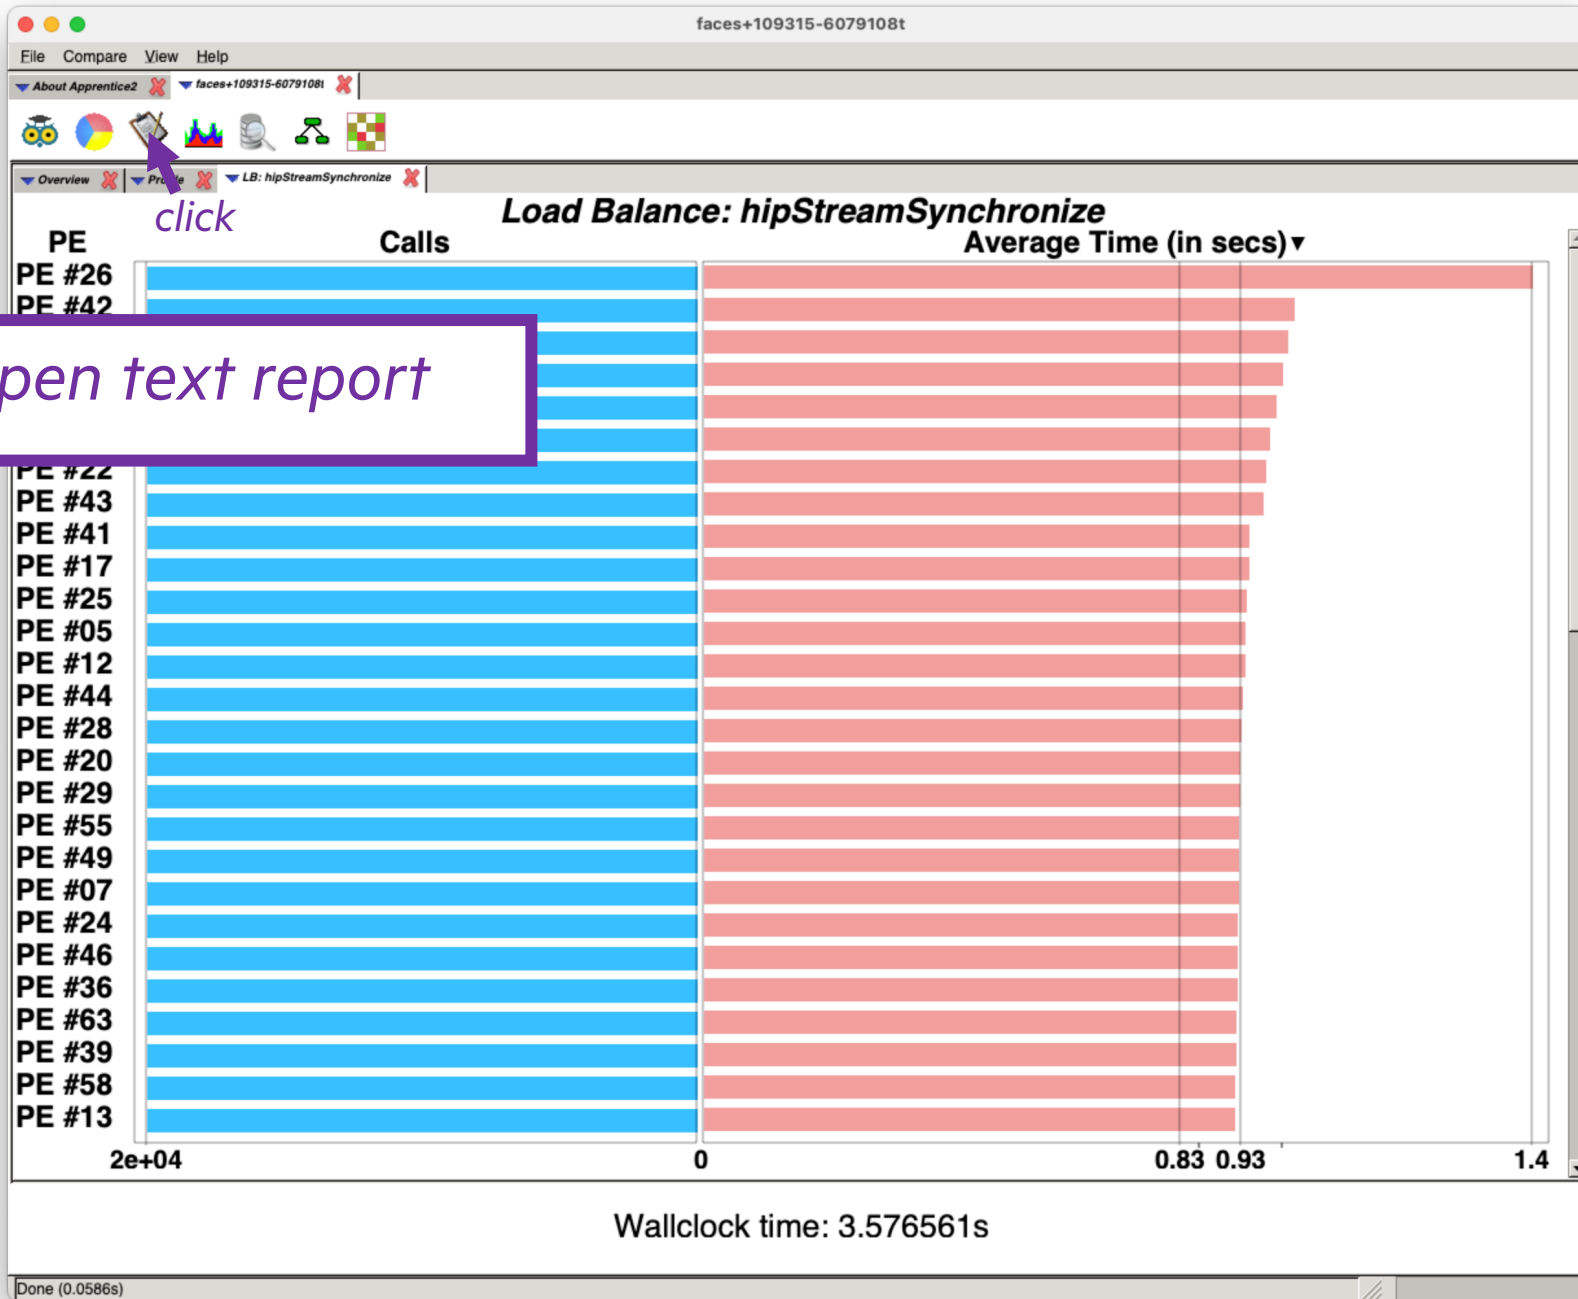 faces+109315-6079108t
File Compare View Help
About Apprentice2 faces+109315-6079108t
Overview LB: hipStreamSynchronize
click
Load Balance: hipStreamSynchronize
PE Calls Average Time (in secs)▼
PE #26
PE #42
pen text report
PE #22
PE #43
PE #41
PE #17
PE #25
PE #05
PE #12
PE #44
PE #28
PE #20
PE #29
PE #55
PE #49
PE #07
PE #24
PE #46
PE #36
PE #63
PE #39
PE #58
PE #13
2e+04 0 0.83 0.93 1.4
Wallclock time: 3.576561s
Done (0.0586s)